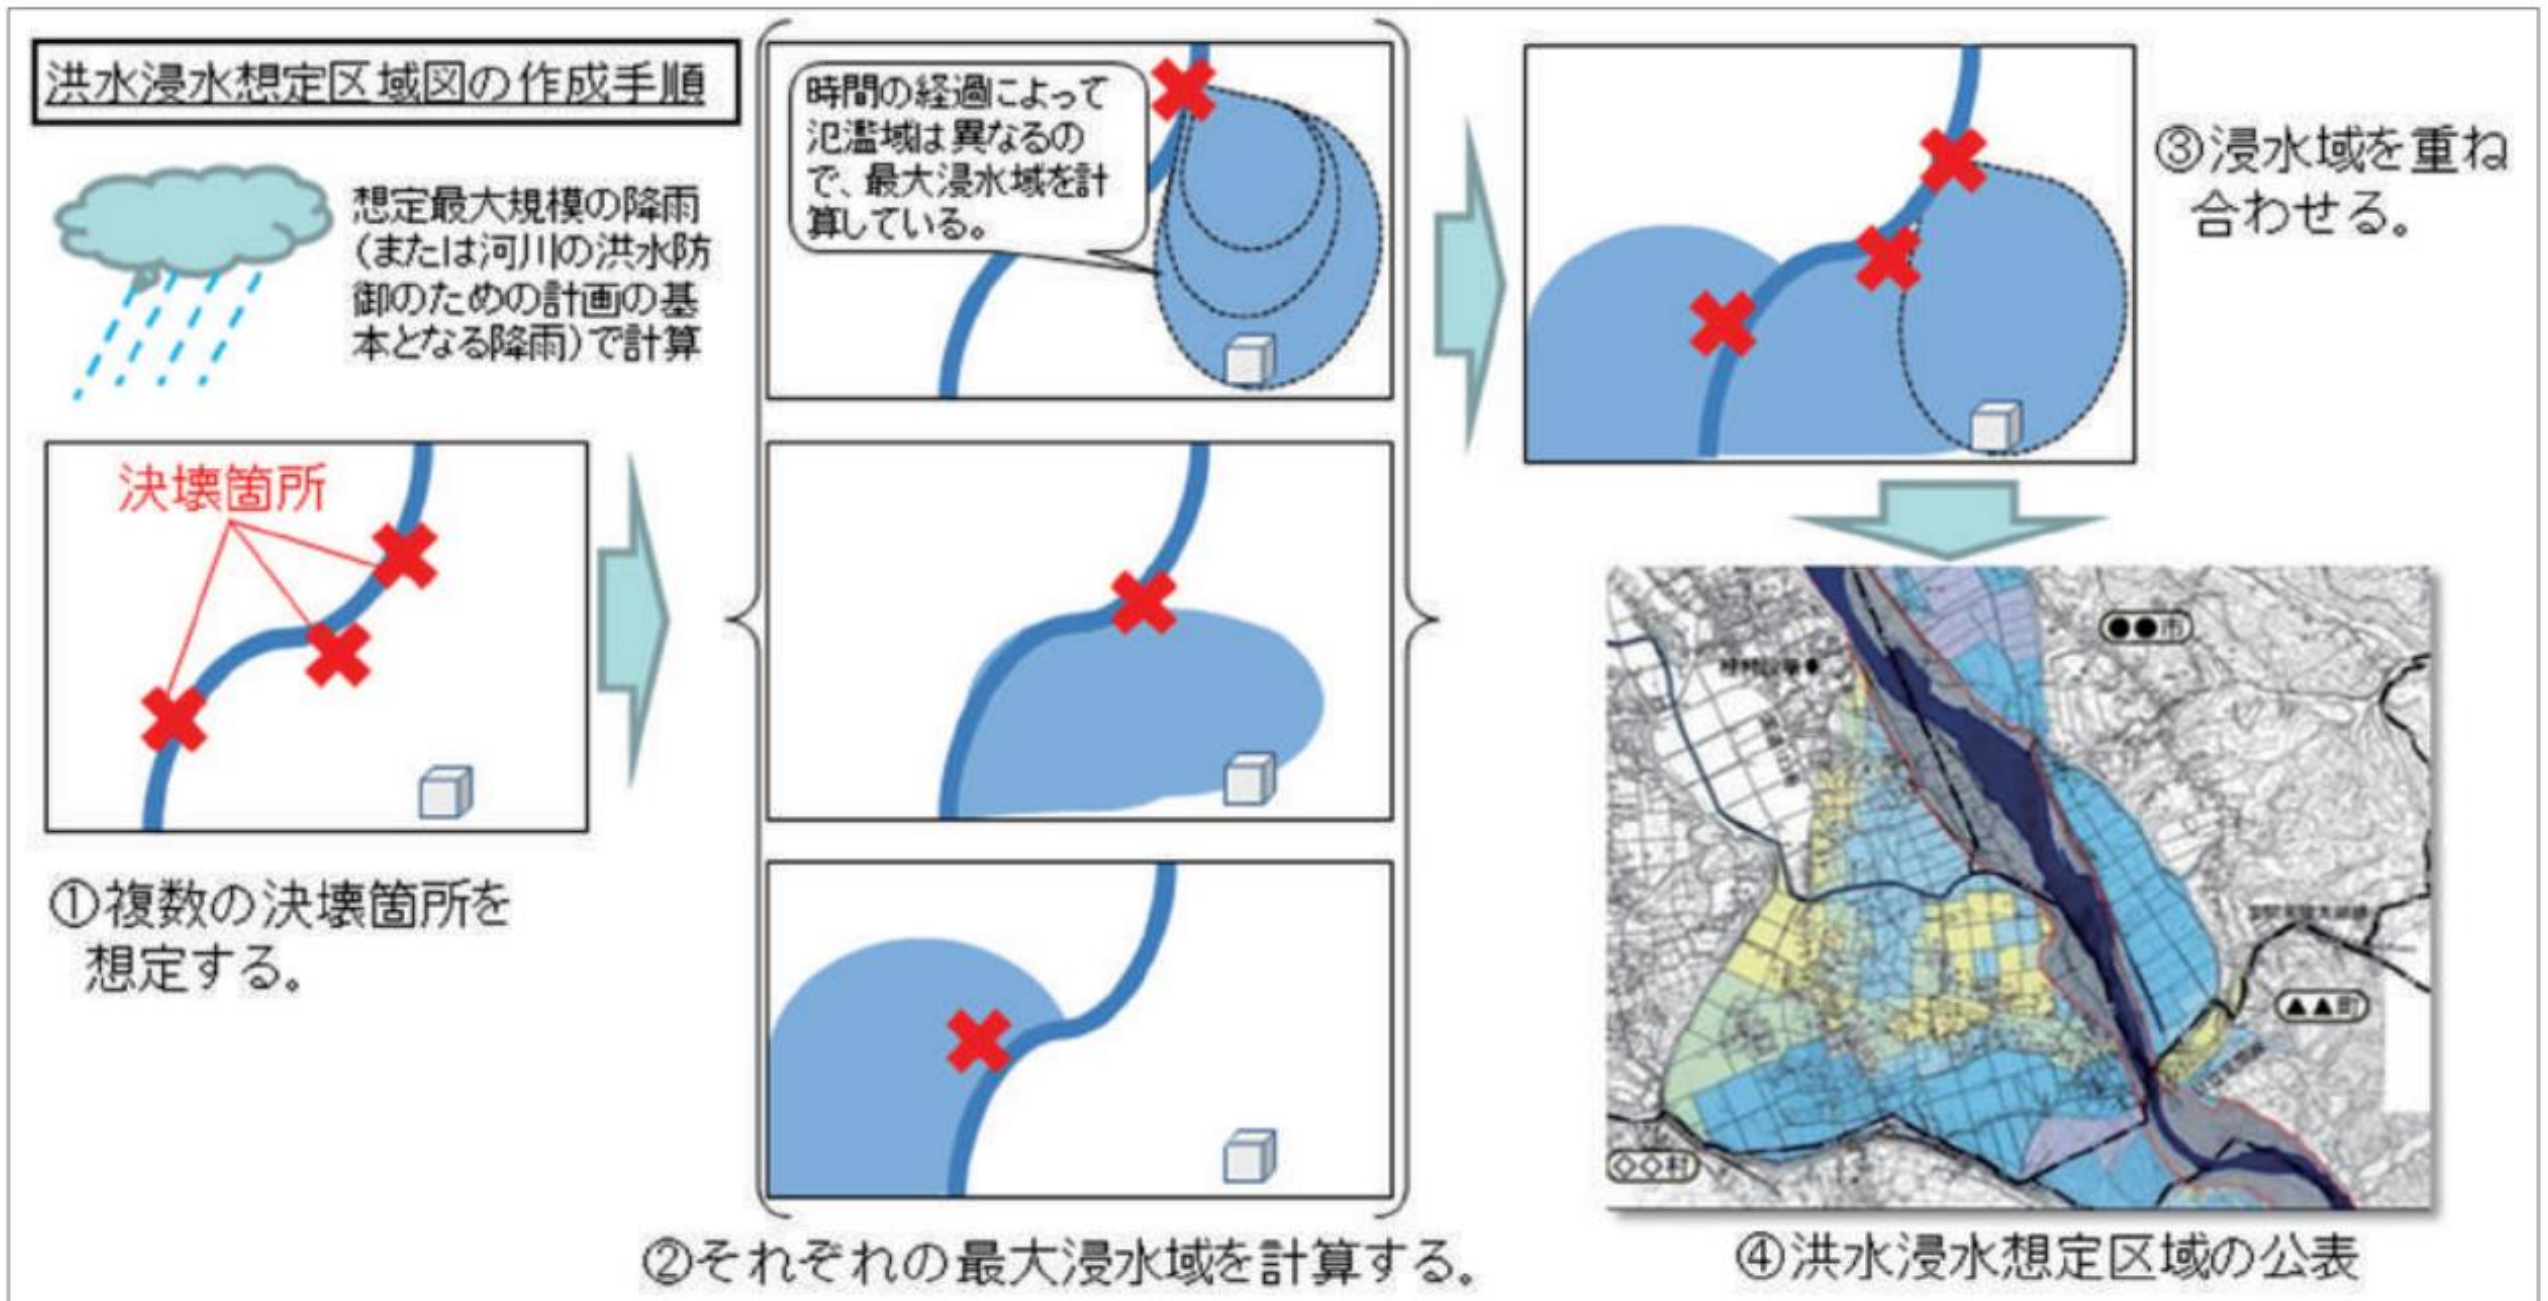 洪水浸水想定区域図の作成手順
想定最大規模の降雨
(または河川の洪水防
御のための計画の基
本となる降雨)で計算
決壊箇所
①複数の決壊箇所を
想定する。
時間の経過によって
氾濫域は異なるの
で、最大浸水域を計
算している。
②それぞれの最大浸水域を計算する。
③浸水域を重ね
合わせる。
●●市
▲▲町
◇◇村
④洪水浸水想定区域の公表